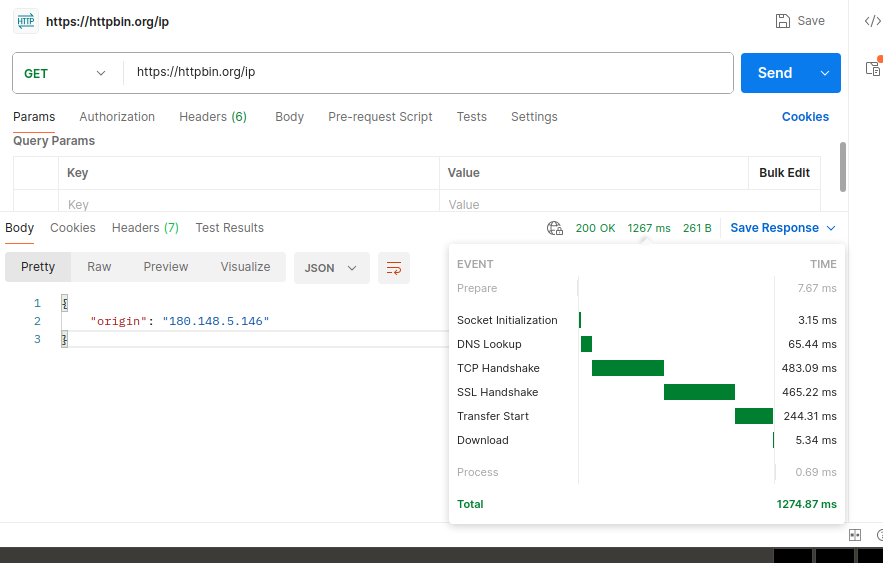 HTTP https://httpbin.org/ip Save </>
GET https://httpbin.org/ip Send
Params Authorization Headers (6) Body Pre-request Script Tests Settings Cookies
Query Params
Key Value Bulk Edit
Key Value
Body Cookies Headers (7) Test Results 200 OK 1267 ms 261 B Save Response
Pretty Raw Preview Visualize JSON
1 {
2 "origin": "180.148.5.146"
3 }
EVENT TIME
Prepare 7.67 ms
Socket Initialization 3.15 ms
DNS Lookup 65.44 ms
TCP Handshake 483.09 ms
SSL Handshake 465.22 ms
Transfer Start 244.31 ms
Download 5.34 ms
Process 0.69 ms
Total 1274.87 ms